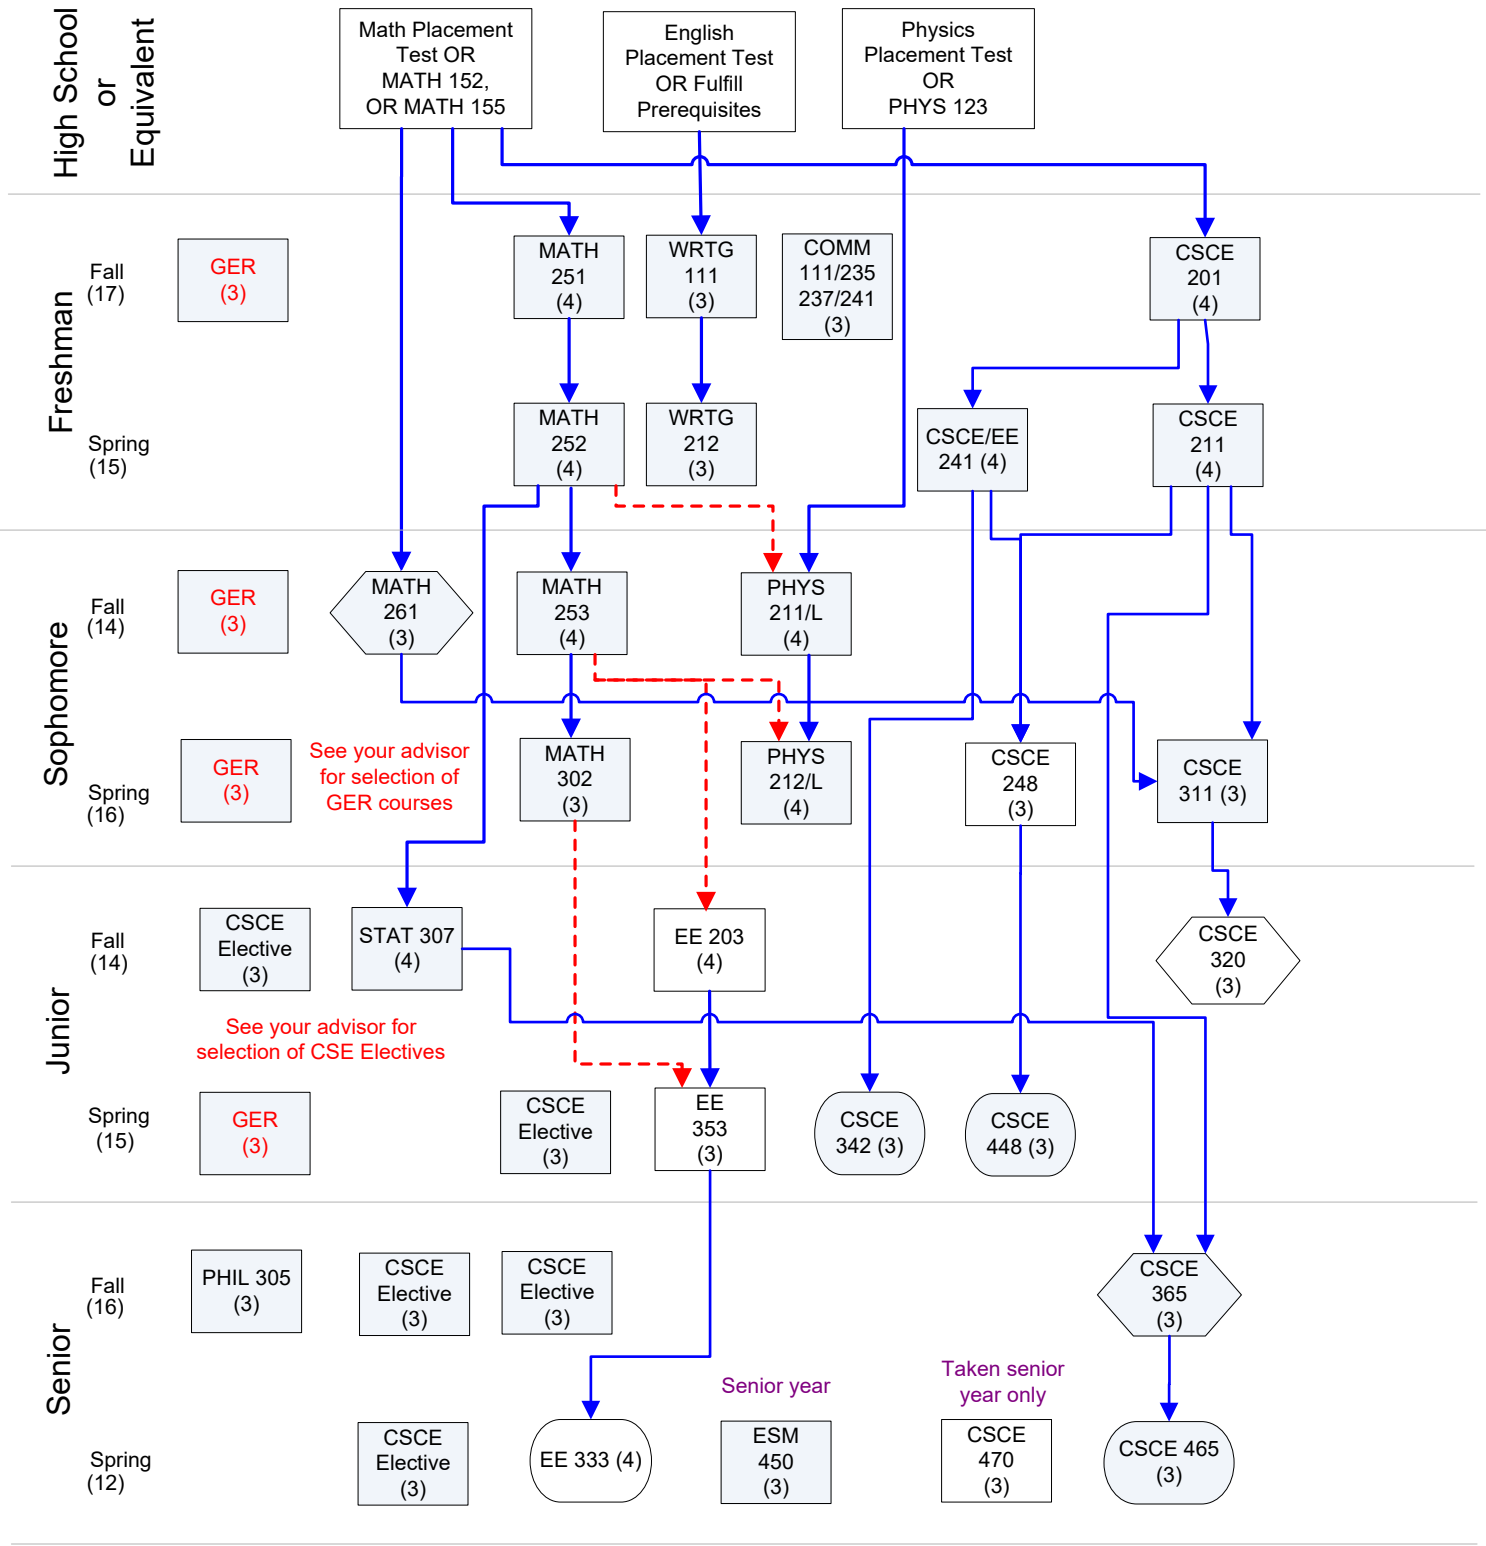 High School
or
Equivalent
Math Placement
Test OR
MATH 152,
OR MATH 155
English
Placement Test
OR Fulfill
Prerequisites
Physics
Placement Test
OR
PHYS 123
Freshman
Fall
(17)
GER
(3)
MATH
251
(4)
WRTG
111
(3)
COMM
111/235
237/241
(3)
CSCE
201
(4)
Spring
(15)
MATH
252
(4)
WRTG
212
(3)
CSCE/EE
241 (4)
CSCE
211
(4)
Sophomore
Fall
(14)
GER
(3)
MATH
261
(3)
MATH
253
(4)
PHYS
211/L
(4)
Spring
(16)
GER
(3)
See your advisor
for selection of
GER courses
MATH
302
(3)
PHYS
212/L
(4)
CSCE
248
(3)
CSCE
311 (3)
Junior
Fall
(14)
CSCE
Elective
(3)
STAT 307
(4)
EE 203
(4)
CSCE
320
(3)
See your advisor for
selection of CSE Electives
Spring
(15)
GER
(3)
CSCE
Elective
(3)
EE
353
(3)
CSCE
342 (3)
CSCE
448 (3)
Senior
Fall
(16)
PHIL 305
(3)
CSCE
Elective
(3)
CSCE
Elective
(3)
CSCE
365
(3)
Spring
(12)
CSCE
Elective
(3)
EE 333 (4)
Senior year
ESM
450
(3)
Taken senior
year only
CSCE
470
(3)
CSCE 465
(3)